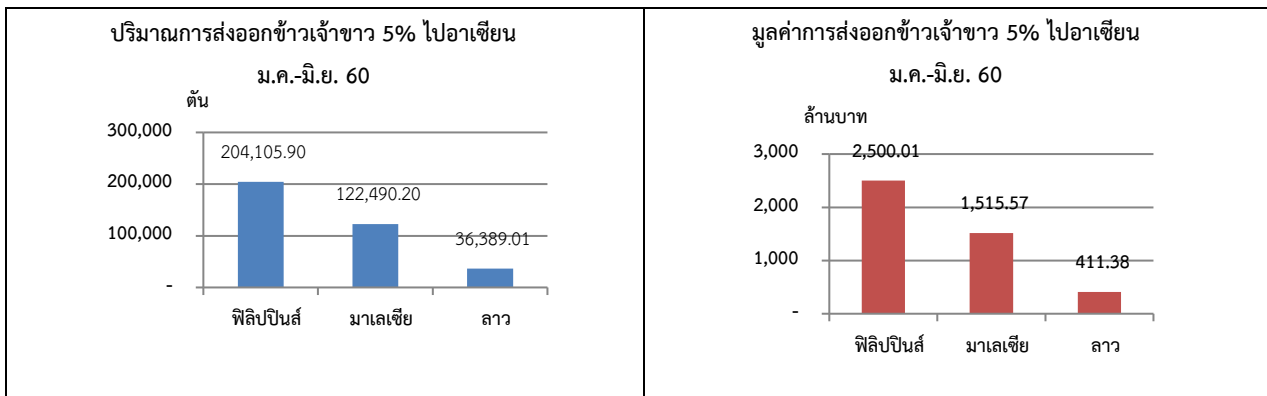 ปริมาณการส่งออกข้าวเจ้าขาว 5% ไปอาเซียน
ม.ค.-มิ.ย. 60
ตัน
300,000
204,105.90
200,000
122,490.20
100,000
36,389.01
-
ฟิลิปปินส์ มาเลเซีย ลาว
มูลค่าการส่งออกข้าวเจ้าขาว 5% ไปอาเซียน
ม.ค.-มิ.ย. 60
ล้านบาท
3,000
2,500.01
2,000
1,515.57
1,000
411.38
-
ฟิลิปปินส์ มาเลเซีย ลาว